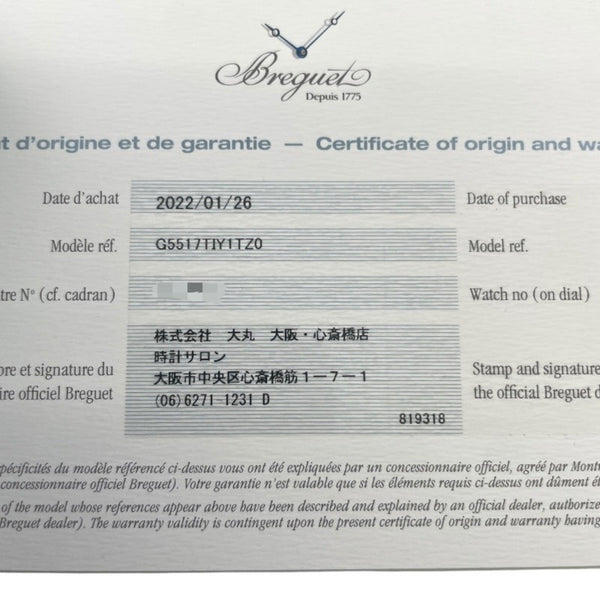 Breguet
Depuis 1775
t d'origine et de garantie — Certificate of origin and wa
Date d'achat 2022/01/26 Date of purchase
Modèle réf. G5517TIY1TZ0 Model ref.
tre N° (cf. cadran) Watch no (on dial)
株式会社 大丸 大阪・心斎橋店
時計サロン
bre et signature du Stamp and signature
大阪市中央区心斎橋筋1-7-1
ire officiel Breguet the official Breguet d
(06)6271 1231 D
819318
pécificités du modèle référencé ci-dessus vous ont été expliquées par un concessionnaire officiel, agréé par Montr
concessionnaire officiel Breguet). Votre garantie n'est valable que si les éléments requis ci-dessus ont dûment ét
of the model whose references appear above have been described and explained by an official dealer, authorize
Breguet dealer). The warranty validity is contingent upon the present certificate of origin and warranty having